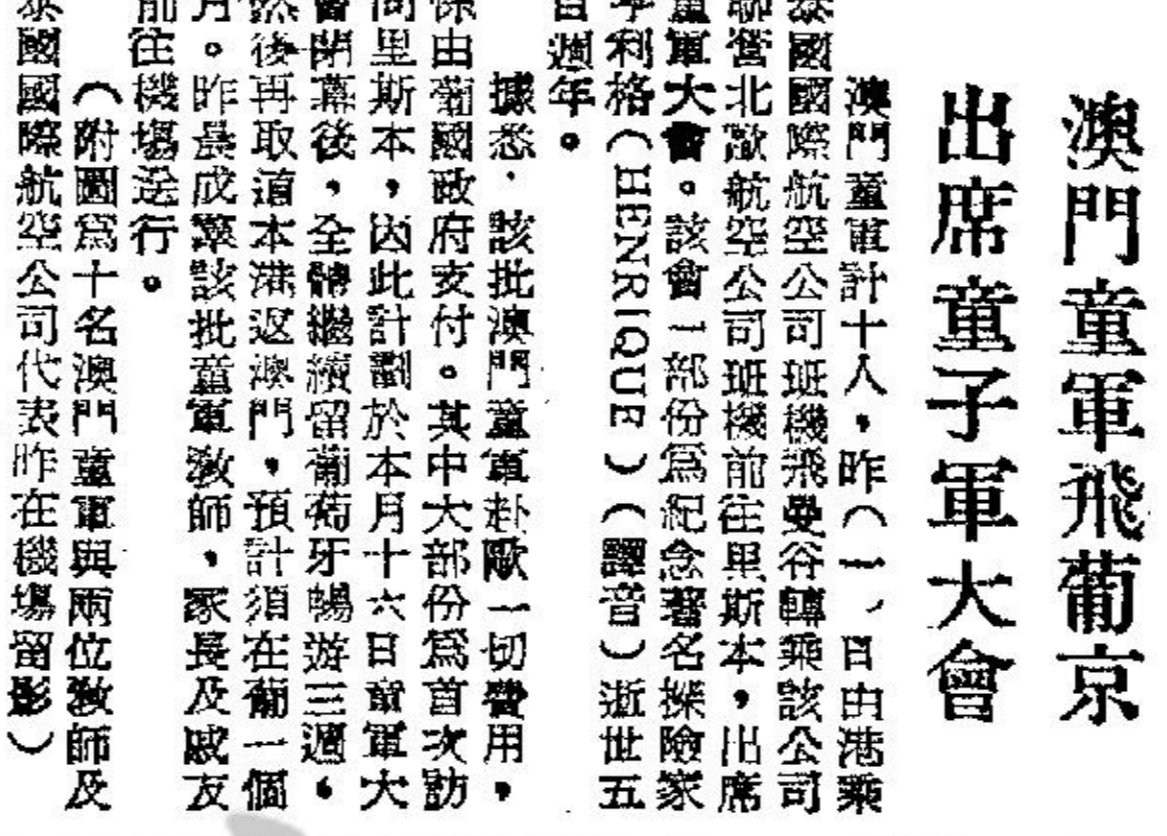 澳門童軍飛葡京
出席童子軍大會
澳門童軍計十人，昨（一）日由港乘
泰國國際航空公司班機飛曼谷轉乘該公司
聯營北歐航空公司班機前往里斯本，出席
童軍大會。該會一部份爲紀念著名探險家
亨利格（HENRIQUE）（譯音）逝世五
百週年。
據悉，該批澳門童軍赴歐一切費用，
係由葡國政府支付。其中大部份爲首次訪
問里斯本，因此計劃於本月十六日童軍大
會閉幕後，全體繼續留葡萄牙暢游三週，
然後再取道本港返澳門，預計須在葡一個
月。昨晨成羣該批童軍教師，家長及戚友
前往機場送行。
（附圖爲十名澳門童軍與兩位教師及
泰國國際航空公司代表昨在機場留影）